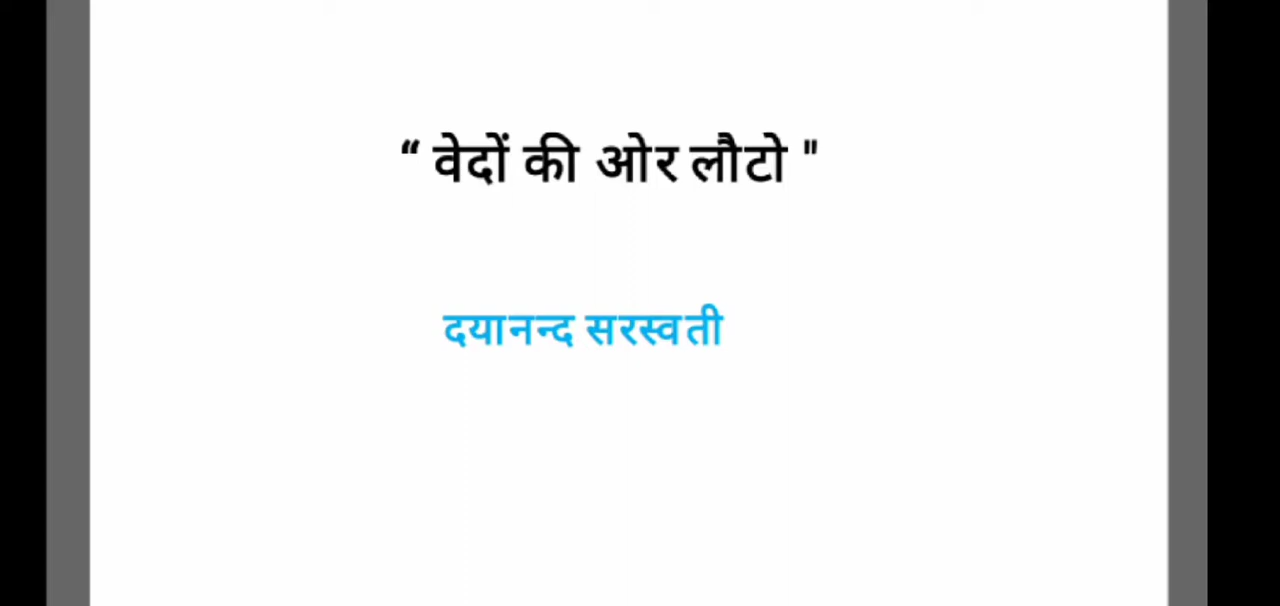 “ वेदों की ओर लौटो "
दयानन्द सरस्वती